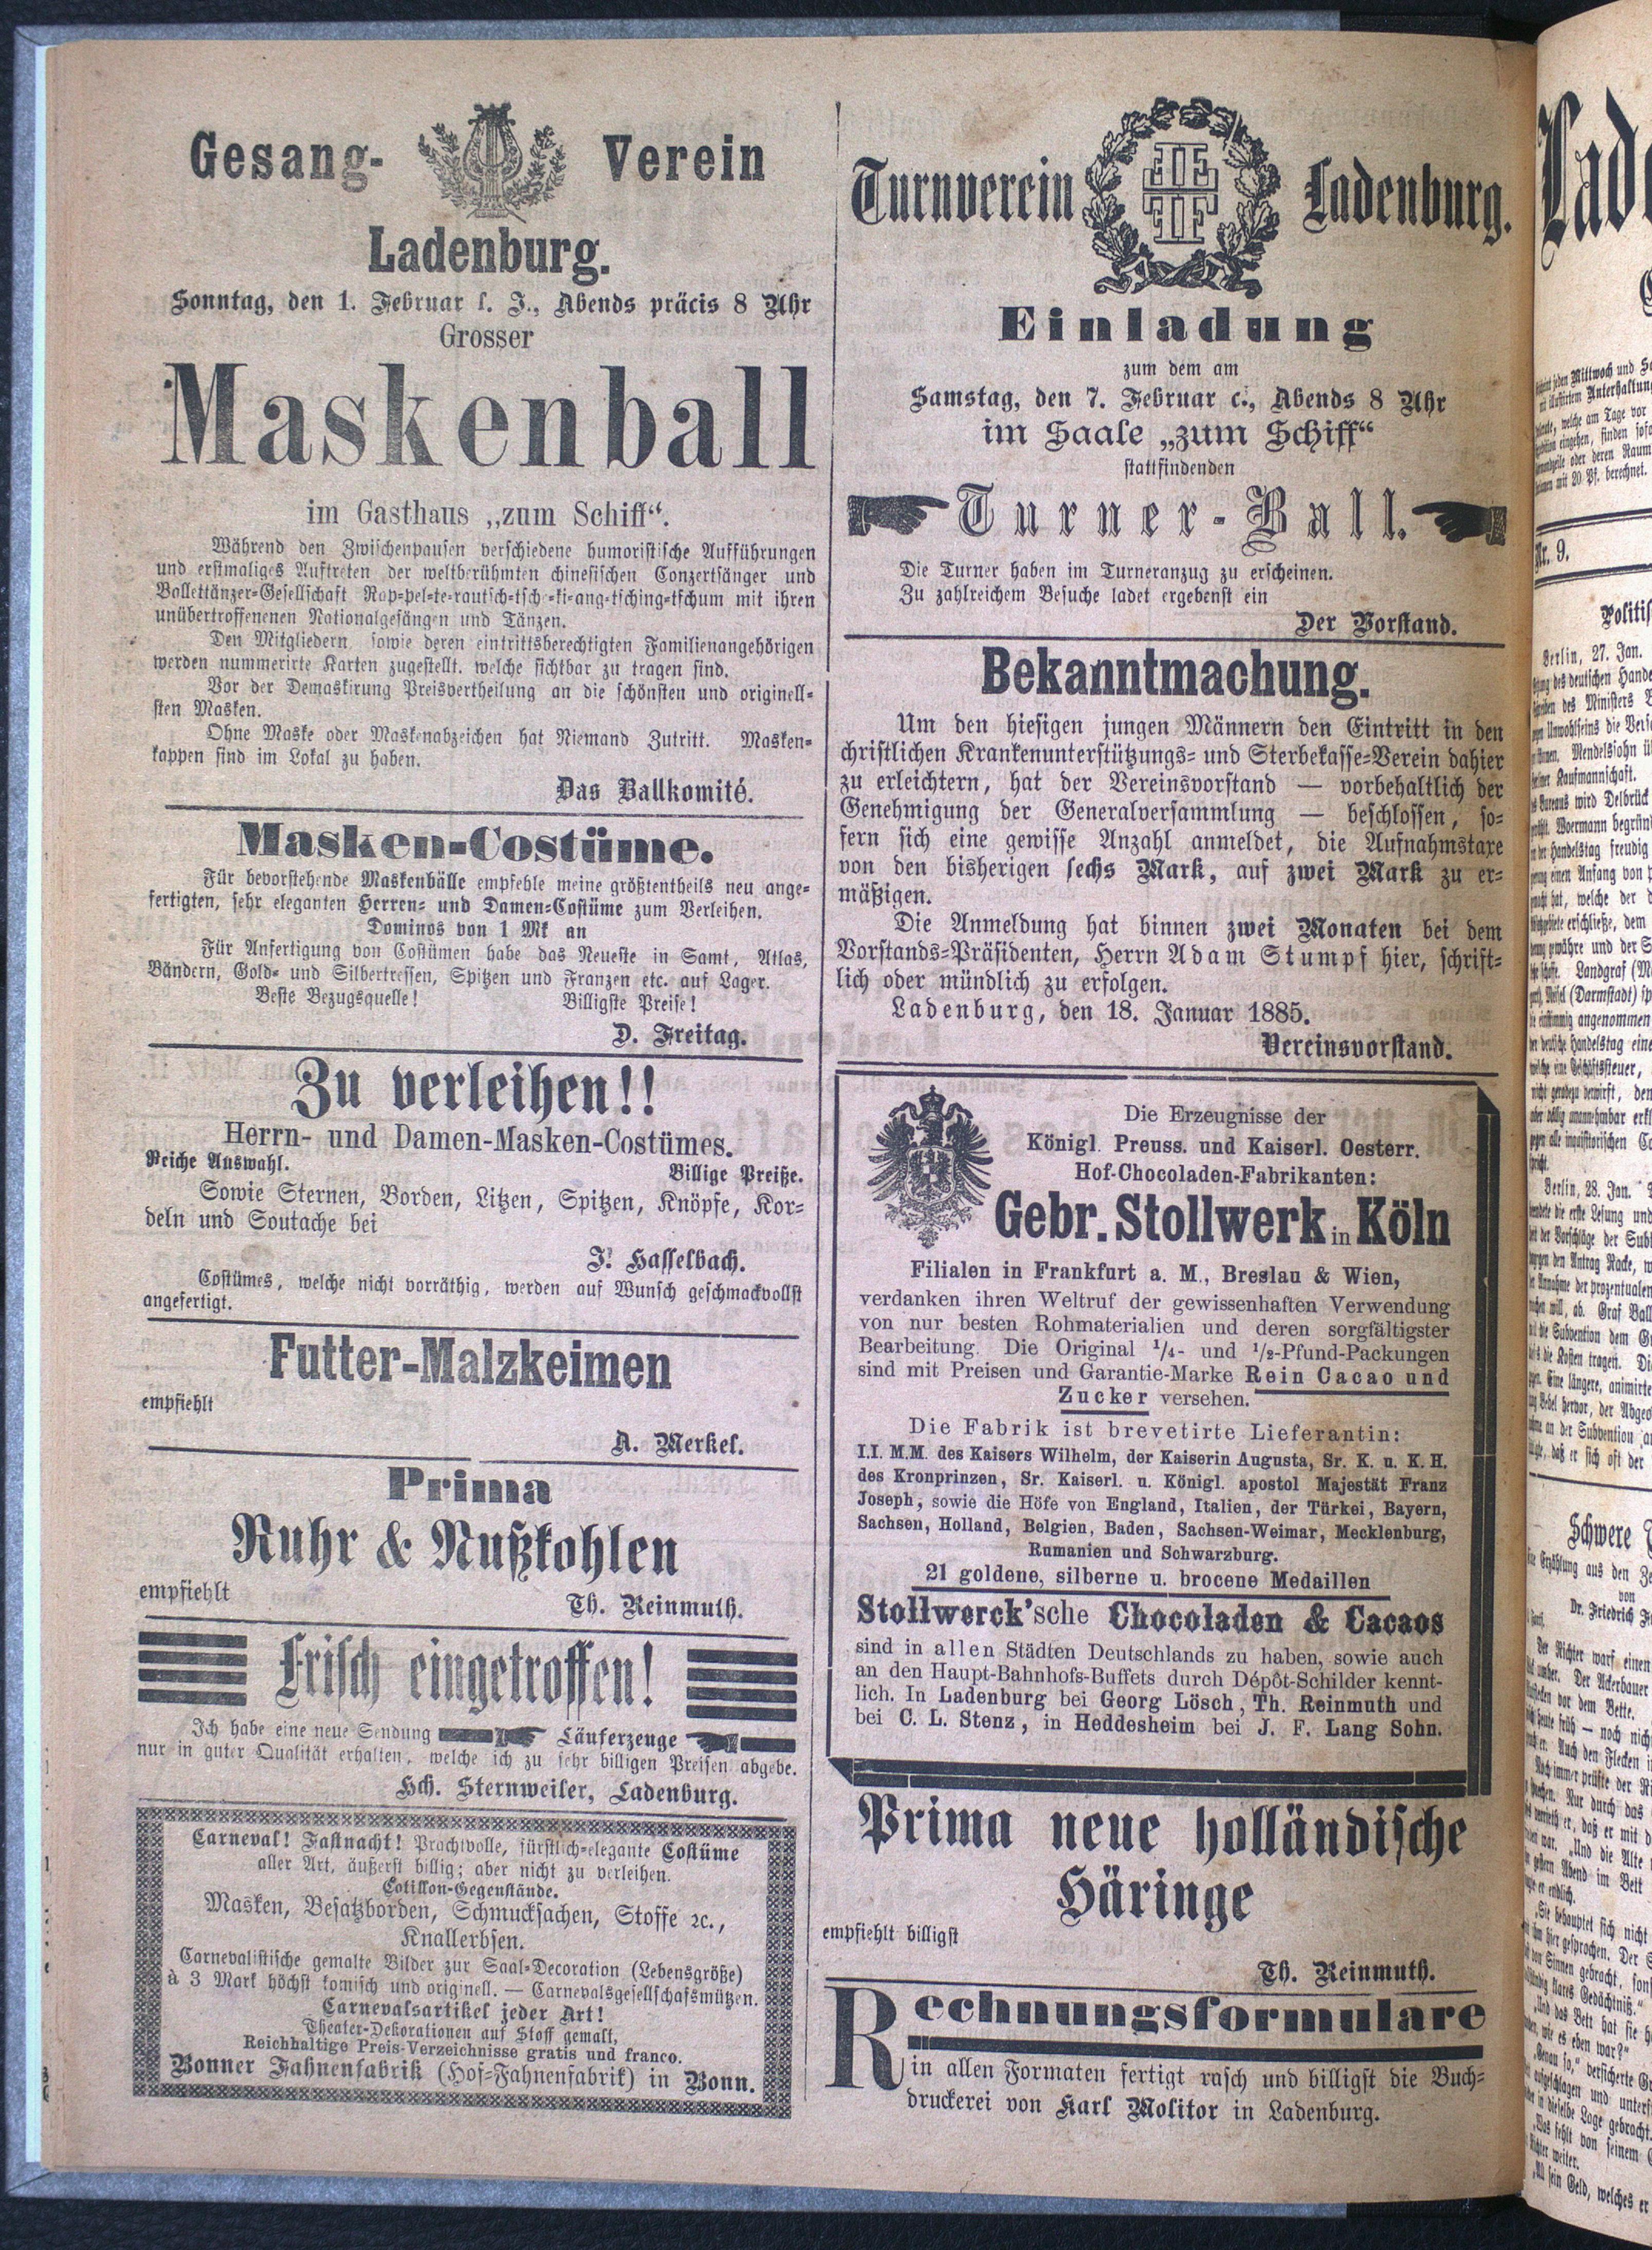 Gesang- Verein
Ladenburg.
Sonntag, den 1. Februar l. J., Abends präcis 8 Uhr
Grosser
Maskenball
im Gasthaus „zum Schiff“.
Während den Zwischenpausen verschiedene humoristische Aufführungen
und erstmaliges Auftreten der weltberühmten chinesischen Conzertsänger und
Ballettänzer-Gesellschaft Rap-pel-te-rautsch-tsch-ki-ang-tsching-tschum mit ihren
unübertroffenenen Nationalgesängen und Tänzen.
Den Mitgliedern sowie deren eintrittsberechtigten Familienangehörigen
werden nummerirte Karten zugestellt. welche sichtbar zu tragen sind.
Vor der Demaskirung Preisvertheilung an die schönsten und originell-
sten Masken.
Ohne Maske oder Maskenabzeichen hat Niemand Zutritt. Masken-
kappen sind im Lokal zu haben.
Das Ballkomité.
Masken-Costüme.
Für bevorstehende Maskenbälle empfehle meine größtentheils neu ange-
fertigten, sehr eleganten Herren- und Damen-Costüme zum Verleihen.
Dominos von 1 Mk an
Für Anfertigung von Costümen habe das Neueste in Samt, Atlas,
Bändern, Gold- und Silbertressen, Spitzen und Franzen etc. auf Lager.
Beste Bezugsquelle! Billigste Preise!
D. Freitag.
Zu verleihen!!
Herrn- und Damen-Masken-Costümes.
Reiche Auswahl. Billige Preiße.
Sowie Sternen, Borden, Litzen, Spitzen, Knöpfe, Kor-
deln und Soutache bei
J. Hasselbach.
Costümes, welche nicht vorräthig, werden auf Wunsch geschmackvollst
angefertigt.
Futter-Malzkeimen
empfiehlt
A. Merkel.
Prima
Ruhr & Nußkohlen
empfiehlt
Th. Reinmuth.
Frisch eingetroffen!
Ich habe eine neue Sendung Läuferzeuge
nur in guter Qualität erhalten, welche ich zu sehr billigen Preisen abgebe.
Hch. Sternweiler, Ladenburg.
Carneval! Fastnacht! Prachtvolle, fürstlich-elegante Costüme
aller Art, äußerst billig; aber nicht zu verleihen.
Cotillon-Gegenstände.
Masken, Besatzborden, Schmucksachen, Stoffe ꝛc.,
Knallerbsen.
Carnevalistische gemalte Bilder zur Saal-Decoration (Lebensgröße)
à 3 Mark höchst komisch und originell. — Carnevalsgesellschafsmützen.
Carnevalsartikel jeder Art!
Theater-Dekorationen auf Stoff gemalt,
Reichhaltige Preis-Verzeichnisse gratis und franco.
Bonner Fahnenfabrik (Hof-Fahnenfabrik) in Bonn.
Turnverein Ladenburg.
Einladung
zum dem am
Samstag, den 7. Februar c., Abends 8 Uhr
im Saale „zum Schiff“
stattfindenden
Turner-Ball.
Die Turner haben im Turneranzug zu erscheinen.
Zu zahlreichem Besuche ladet ergebenst ein
Der Vorstand.
Bekanntmachung.
Um den hiesigen jungen Männern den Eintritt in den
christlichen Krankenunterstützungs- und Sterbekasse-Verein dahier
zu erleichtern, hat der Vereinsvorstand — vorbehaltlich der
Genehmigung der Generalversammlung — beschlossen, so-
fern sich eine gewisse Anzahl anmeldet, die Aufnahmstaxe
von den bisherigen sechs Mark, auf zwei Mark zu er-
mäßigen.
Die Anmeldung hat binnen zwei Monaten bei dem
Vorstands-Präsidenten, Herrn Adam Stumpf hier, schrift-
lich oder mündlich zu erfolgen.
Ladenburg, den 18. Januar 1885.
Vereinsvorstand.
Die Erzeugnisse der
Königl. Preuss. und Kaiserl. Oesterr.
Hof-Chocoladen-Fabrikanten:
Gebr. Stollwerk in Köln
Filialen in Frankfurt a. M., Breslau & Wien,
verdanken ihren Weltruf der gewissenhaften Verwendung
von nur besten Rohmaterialien und deren sorgfältigster
Bearbeitung. Die Original 1/4- und 1/2-Pfund-Packungen
sind mit Preisen und Garantie-Marke Rein Cacao und
Zucker versehen.
Die Fabrik ist brevetirte Lieferantin:
I.I. M.M. des Kaisers Wilhelm, der Kaiserin Augusta, Sr. K. u. K. H.
des Kronprinzen, Sr. Kaiserl. u. Königl. apostol Majestät Franz
Joseph, sowie die Höfe von England, Italien, der Türkei, Bayern,
Sachsen, Holland, Belgien, Baden, Sachsen-Weimar, Mecklenburg,
Rumanien und Schwarzburg.
21 goldene, silberne u. brocene Medaillen
Stollwerck'sche Chocoladen & Cacaos
sind in allen Städten Deutschlands zu haben, sowie auch
an den Haupt-Bahnhofs-Buffets durch Dépôt-Schilder kennt-
lich. In Ladenburg bei Georg Lösch, Th. Reinmuth und
bei C. L. Stenz, in Heddesheim bei J. F. Lang Sohn.
Prima neue holländische
Häringe
empfiehlt billigst
Th. Reinmuth.
Rechnungsformulare
in allen Formaten fertigt rasch und billigst die Buch-
druckerei von Karl Molitor in Ladenburg.
Nr. 9.
Berlin, 27. Jan.
Berlin, 28. Jan.
Schwere
von
Dr. Friedrich